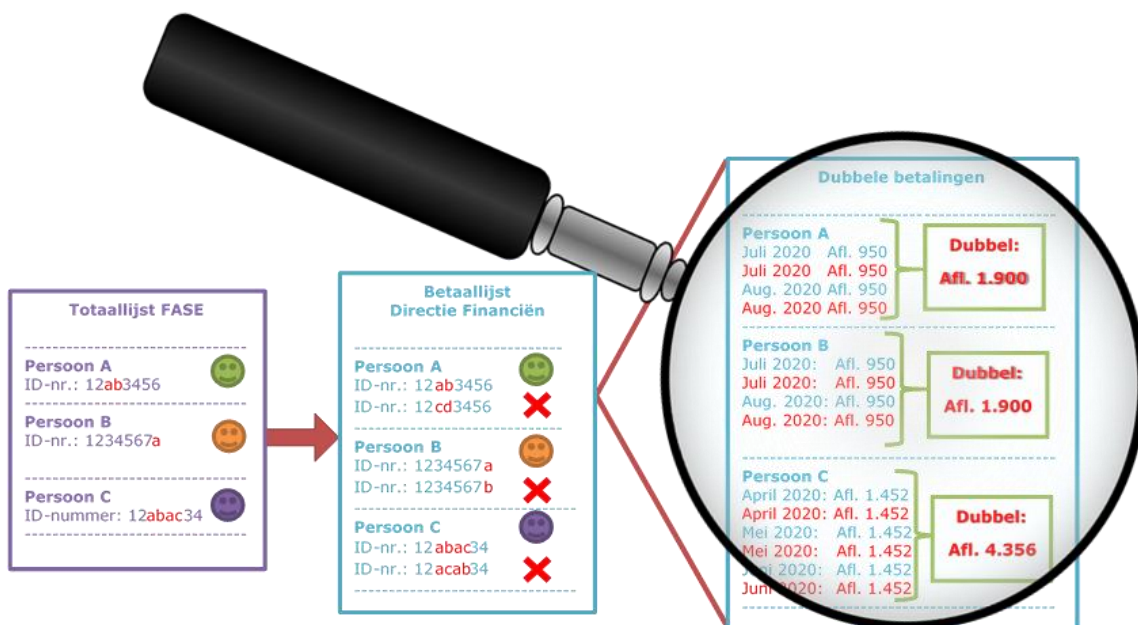 Totaallijst FASE
Persoon A
ID-nr.: 12ab3456
Persoon B
ID-nr.: 1234567a
Persoon C
ID-nummer: 12abac34
Betaallijst
Directie Financiën
Persoon A
ID-nr.: 12ab3456
ID-nr.: 12cd3456
Persoon B
ID-nr.: 1234567a
ID-nr.: 1234567b
Persoon C
ID-nr.: 12abac34
ID-nr.: 12acab34
Dubbele betalingen
Persoon A
Juli 2020 Afl. 950
Juli 2020 Afl. 950
Aug. 2020 Afl. 950
Aug. 2020 Afl. 950
Dubbel:
Afl. 1.900
Persoon B
Juli 2020: Afl. 950
Juli 2020: Afl. 950
Aug. 2020: Afl. 950
Aug. 2020: Afl. 950
Dubbel:
Afl. 1.900
Persoon C
April 2020: Afl. 1.452
April 2020: Afl. 1.452
Mei 2020: Afl. 1.452
Mei 2020: Afl. 1.452
Juni 2020: Afl. 1.452
Juni 2020: Afl. 1.452
Dubbel:
Afl. 4.356